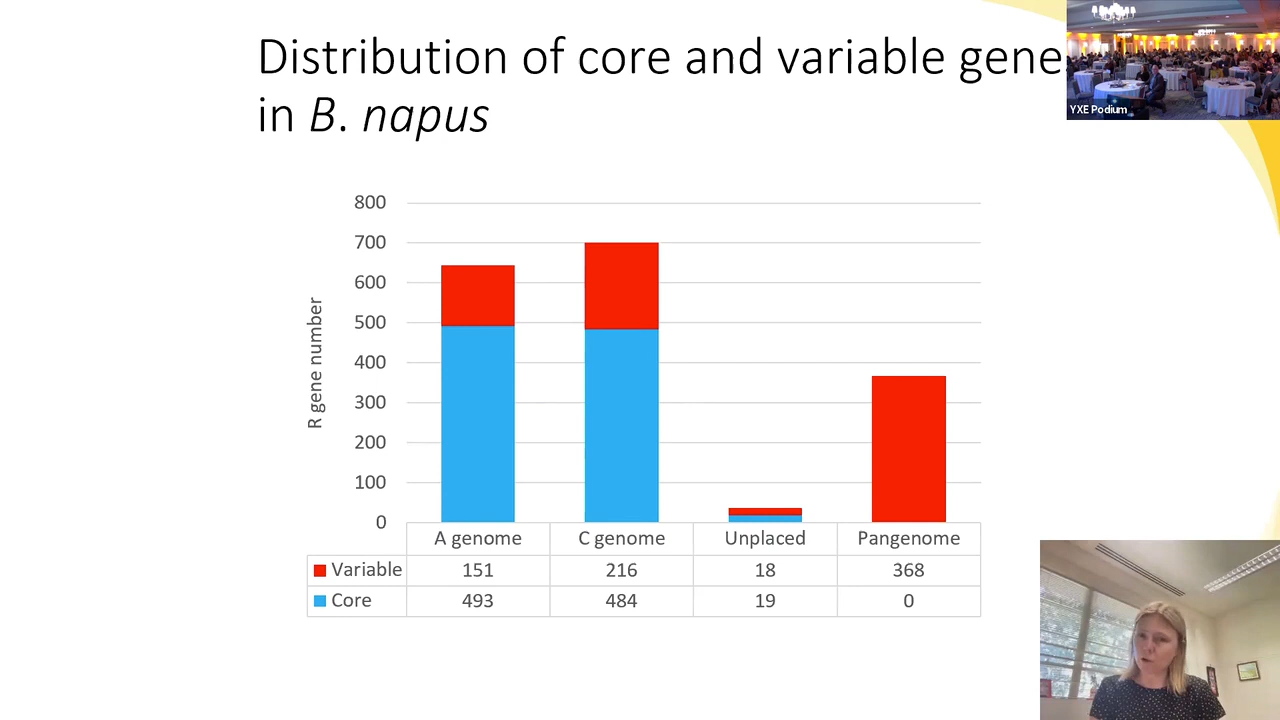 Distribution of core and variable gene
in B. napus
YXE Podium
800
700
600
500
400
300
200
100
0
R gene number
A genome C genome Unplaced Pangenome
Variable 151 216 18 368
Core 493 484 19 0